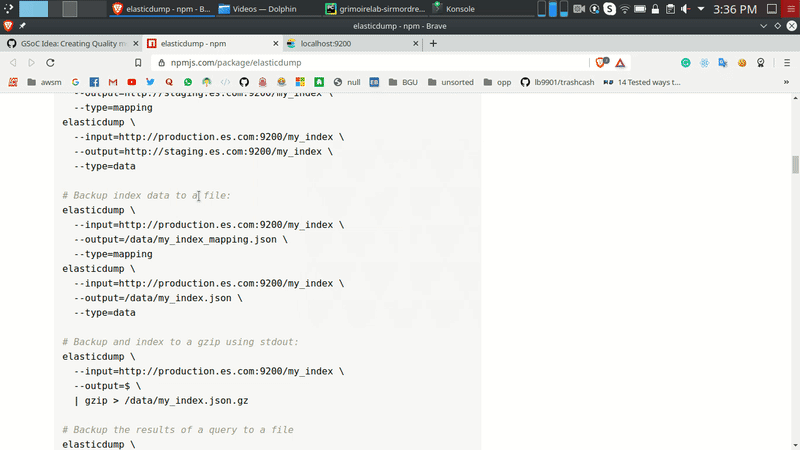 elasticdump - npm - B...
Videos — Dolphin
grimoirelab-sirmordre...
Konsole
3:36 PM
elasticdump - npm - Brave
GSoC Idea: Creating Quality m
elasticdump - npm
localhost:9200
npmjs.com/package/elasticdump
awsm
null
BGU
unsorted
opp
lb9901/trashcash
14 Tested ways t...
--output=http://staging.es.com:9200/my_index \
--type=mapping
elasticdump \
--input=http://production.es.com:9200/my_index \
--output=http://staging.es.com:9200/my_index \
--type=data
# Backup index data to a file:
elasticdump \
--input=http://production.es.com:9200/my_index \
--output=/data/my_index_mapping.json \
--type=mapping
elasticdump \
--input=http://production.es.com:9200/my_index \
--output=/data/my_index.json \
--type=data
# Backup and index to a gzip using stdout:
elasticdump \
--input=http://production.es.com:9200/my_index \
--output=$ \
| gzip > /data/my_index.json.gz
# Backup the results of a query to a file
elasticdump \